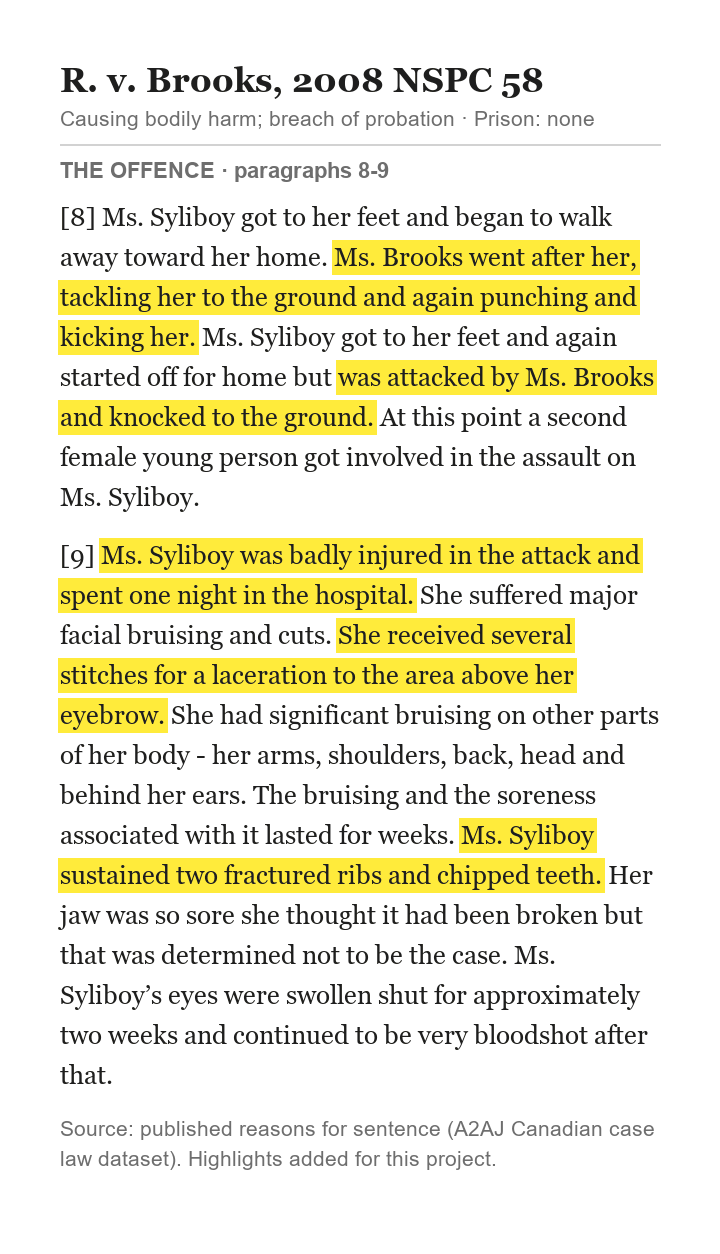 R. v. Brooks, 2008 NSPC 58
Causing bodily harm; breach of probation · Prison: none
THE OFFENCE · paragraphs 8-9
[8] Ms. Syliboy got to her feet and began to walk
away toward her home. Ms. Brooks went after her,
tackling her to the ground and again punching and
kicking her. Ms. Syliboy got to her feet and again
started off for home but was attacked by Ms. Brooks
and knocked to the ground. At this point a second
female young person got involved in the assault on
Ms. Syliboy.
[9] Ms. Syliboy was badly injured in the attack and
spent one night in the hospital. She suffered major
facial bruising and cuts. She received several
stitches for a laceration to the area above her
eyebrow. She had significant bruising on other parts
of her body - her arms, shoulders, back, head and
behind her ears. The bruising and the soreness
associated with it lasted for weeks. Ms. Syliboy
sustained two fractured ribs and chipped teeth. Her
jaw was so sore she thought it had been broken but
that was determined not to be the case. Ms.
Syliboy’s eyes were swollen shut for approximately
two weeks and continued to be very bloodshot after
that.
Source: published reasons for sentence (A2AJ Canadian case
law dataset). Highlights added for this project.